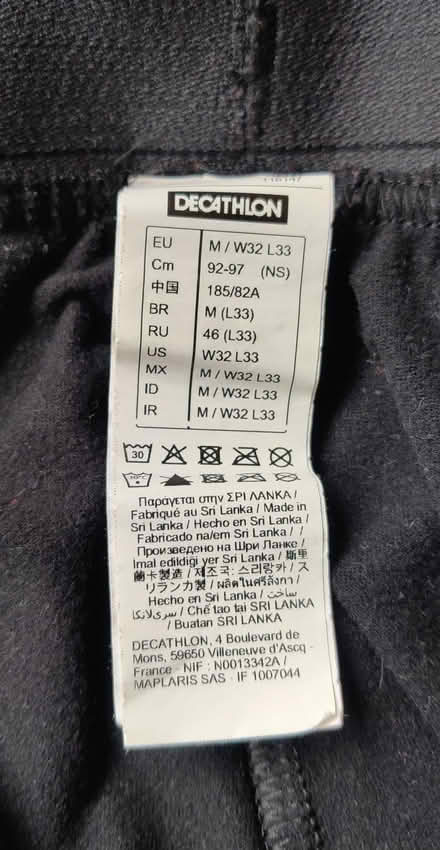 DECATHLON
EU M / W32 L33
Cm 92-97 (NS)
中国 185/82A
BR M (L33)
RU 46 (L33)
US W32 L33
MX M / W32 L33
ID M / W32 L33
IR M / W32 L33
30
30°C
Παράγεται στην ΣΡΙ ΛΑΝΚΑ /
Fabriqué au Sri Lanka / Made in
Sri Lanka / Hecho en Sri Lanka /
Fabricado na/em Sri Lanka /
Произведено на Шри Ланке /
Imal edildiği yer Sri Lanka / 斯里
蘭卡製造 / 제조국: 스리랑카 / ス
リランカ製 / ผลิตในศรีลังกา /
Hecho en Sri Lanka / ساخت
سری‌لانکا / Chế tạo tại SRI LANKA
/ Buatan SRI LANKA
DECATHLON, 4 Boulevard de
Mons, 59650 Villeneuve d'Ascq -
France - NIF : N0013342A /
MAPLARIS SAS - IF 1007044